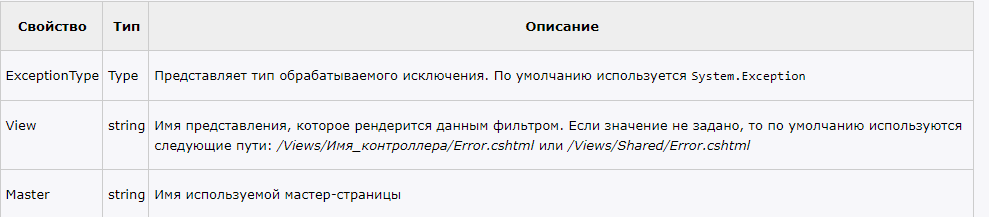 Свойство Тип Описание
ExceptionType Type Представляет тип обрабатываемого исключения. По умолчанию используется System.Exception
View string Имя представления, которое рендерится данным фильтром. Если значение не задано, то по умолчанию используются
следующие пути: /Views/Имя_контроллера/Error.cshtml или /Views/Shared/Error.cshtml
Master string Имя используемой мастер-страницы